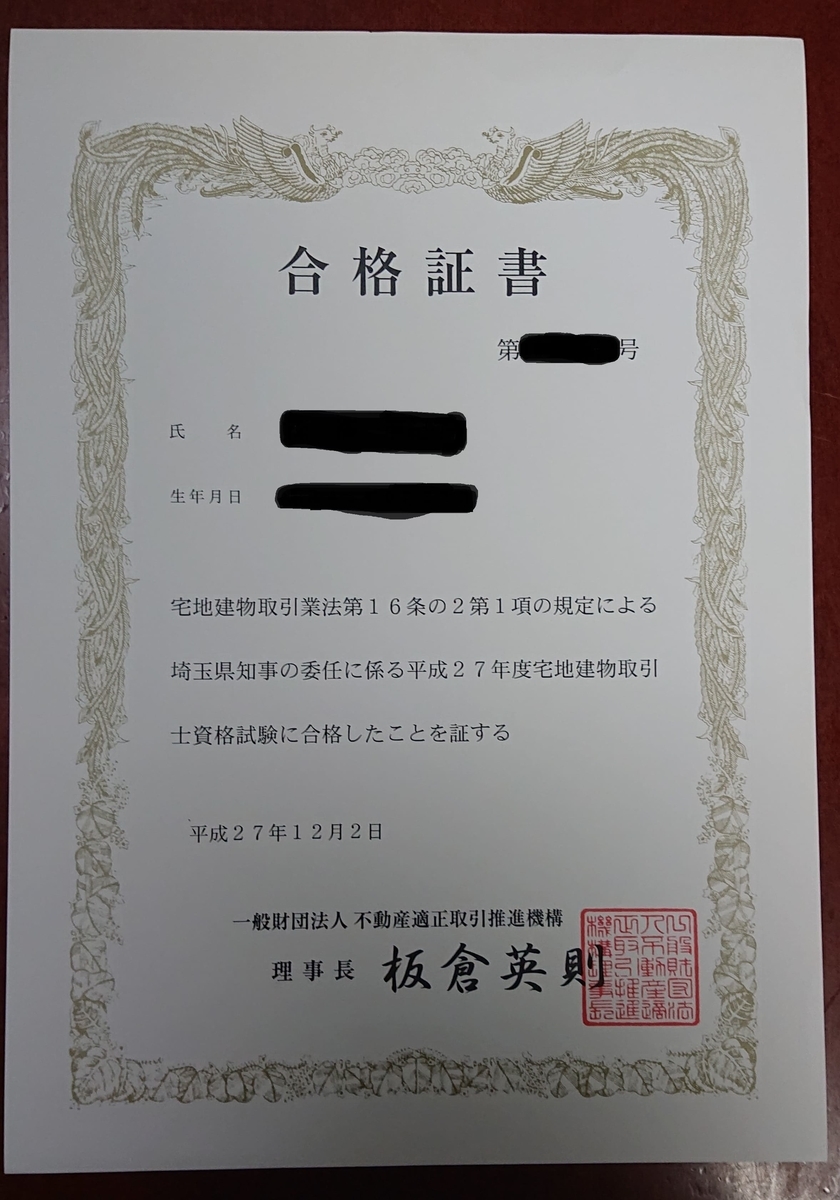 合格証書
第 号
氏　　名
生年月日
宅地建物取引業法第１６条の２第１項の規定による
埼玉県知事の委任に係る平成２７年度宅地建物取引
士資格試験に合格したことを証する
平成２７年１２月２日
一般財団法人 不動産適正取引推進機構
理事長 板倉英則